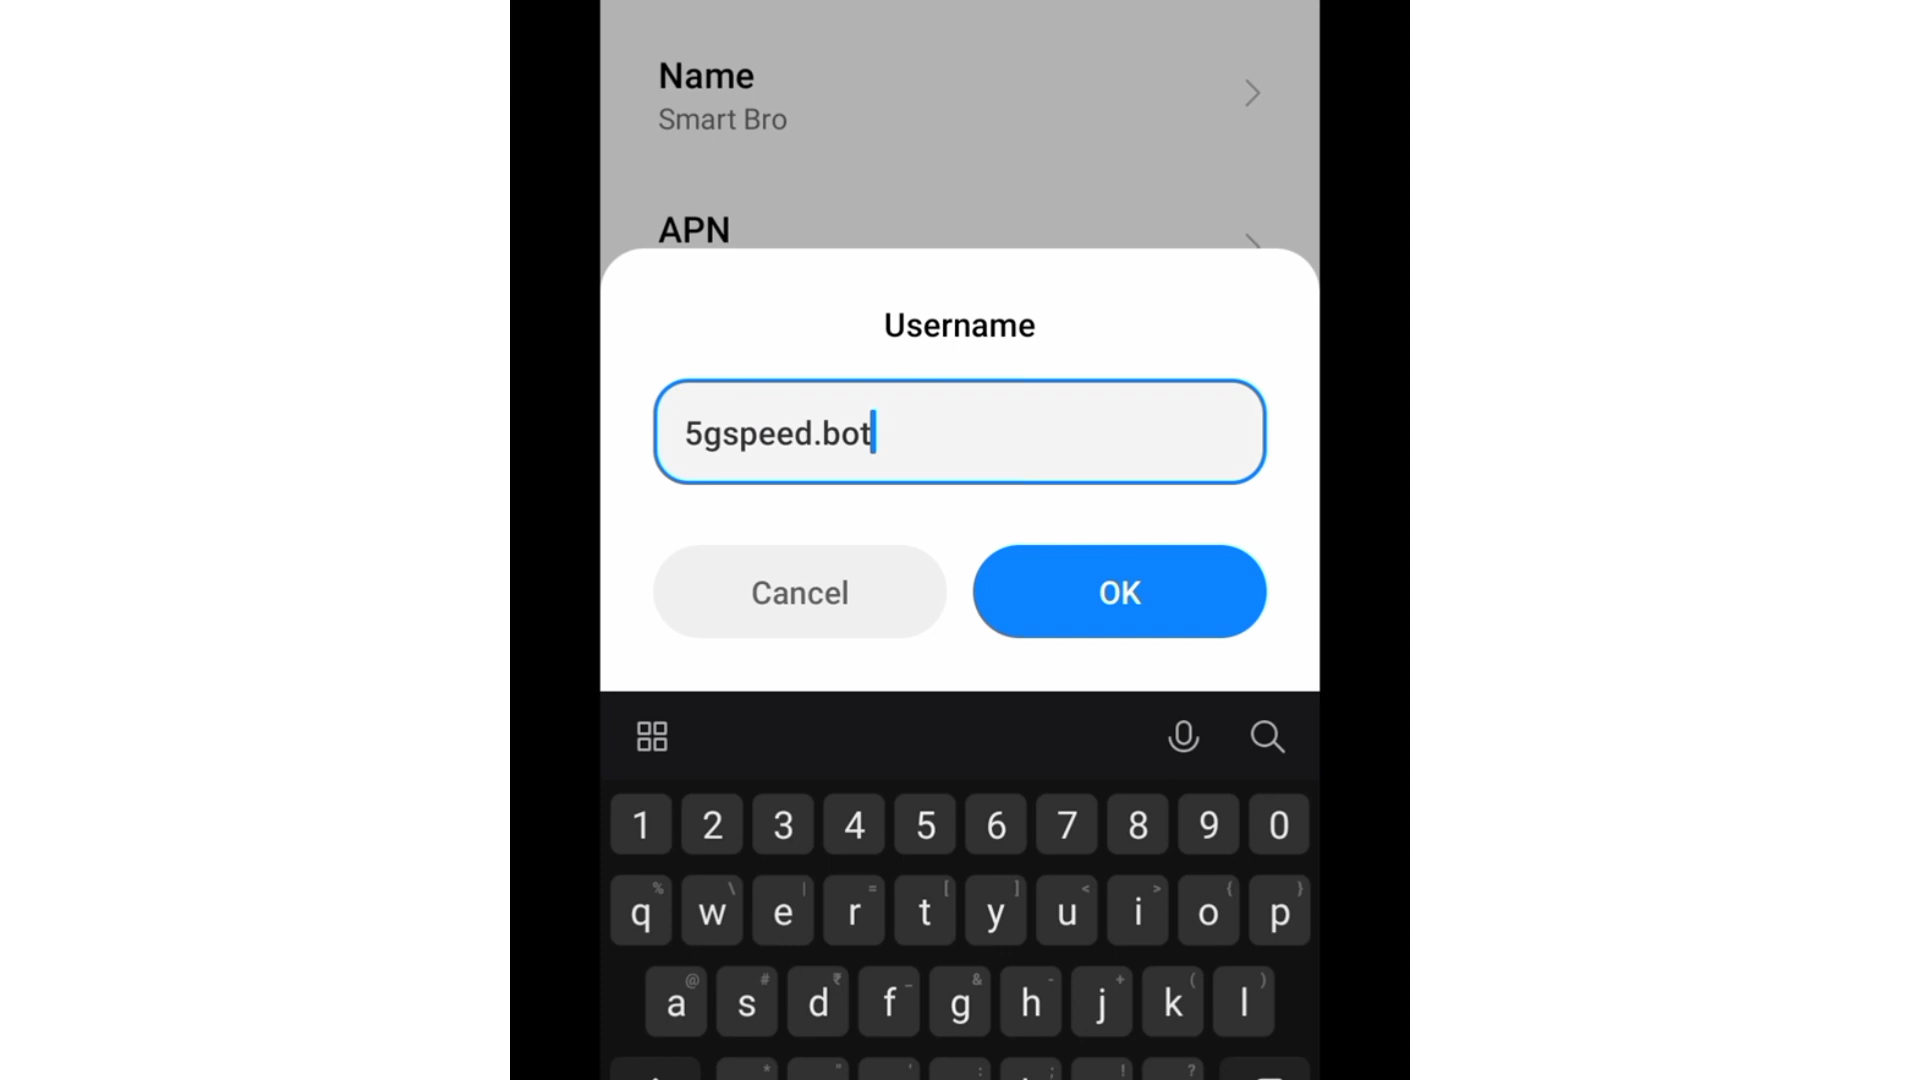 Name
Smart Bro
APN
Username
5gspeed.bot
Cancel OK
1 2 3 4 5 6 7 8 9 0
% \ | = [ ] < > { }
q w e r t y u i o p
@ # ₹ _ & - + ( )
a s d f g h j k l
* " ' : ; ! ?